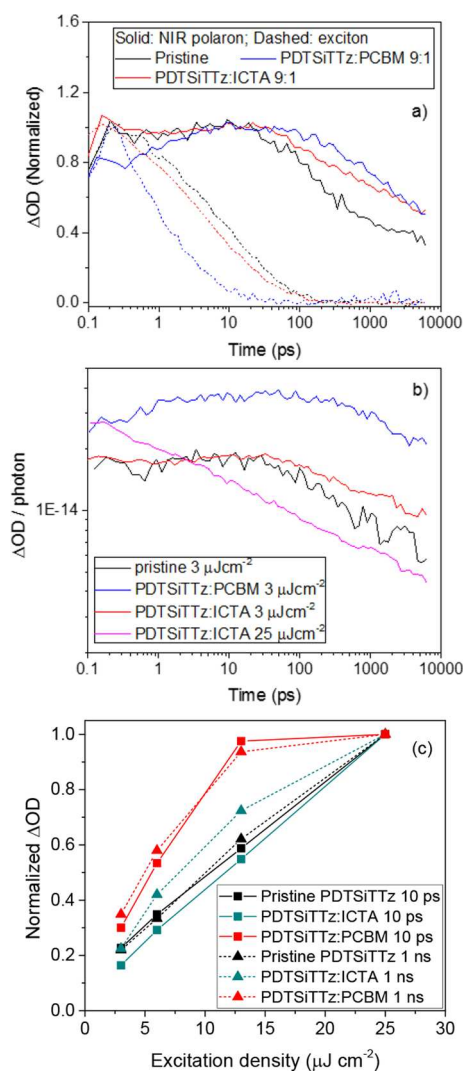 Solid: NIR polaron; Dashed: exciton
Pristine PDTSiTTz:PCBM 9:1
PDTSiTTz:ICTA 9:1
a)
1.6
1.2
0.8
0.4
0.0
ΔOD (Normalized)
0.1 1 10 100 1000 10000
Time (ps)
b)
1E-14
ΔOD / photon
pristine 3 μJcm-2
PDTSiTTz:PCBM 3 μJcm-2
PDTSiTTz:ICTA 3 μJcm-2
PDTSiTTz:ICTA 25 μJcm-2
0.1 1 10 100 1000 10000
Time (ps)
(c)
1.0
0.8
0.6
0.4
0.2
0.0
Normalized ΔOD
Pristine PDTSiTTz 10 ps
PDTSiTTz:ICTA 10 ps
PDTSiTTz:PCBM 10 ps
Pristine PDTSiTTz 1 ns
PDTSiTTz:ICTA 1 ns
PDTSiTTz:PCBM 1 ns
0 5 10 15 20 25 30
Excitation density (μJ cm-2)